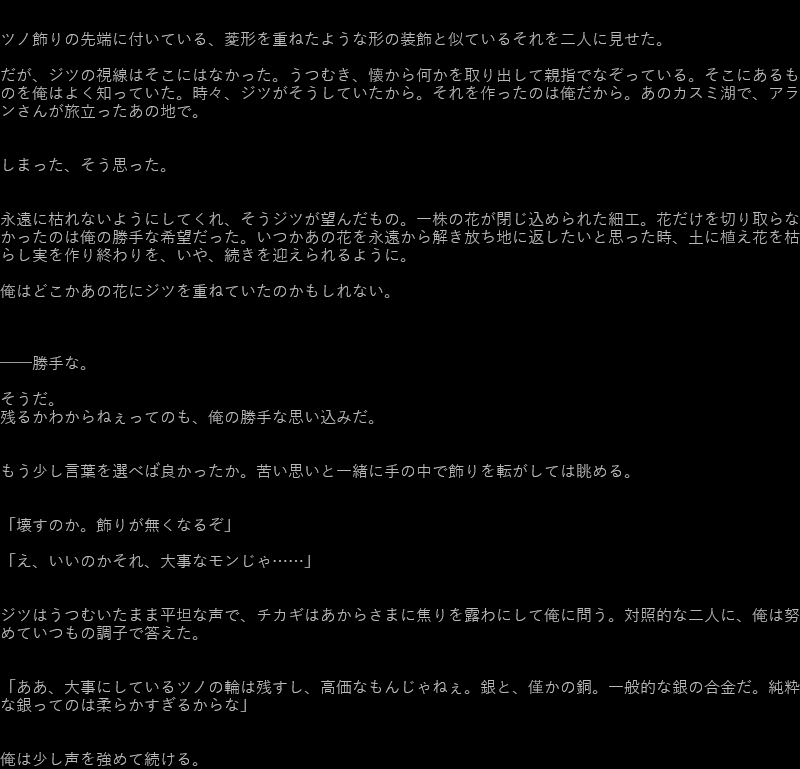 ツノ飾りの先端に付いている、菱形を重ねたような形の装飾と似ているそれを二人に見せた。
だが、ジツの視線はそこにはなかった。うつむき、懐から何かを取り出して親指でなぞっている。そこにあるも
のを俺はよく知っていた。時々、ジツがそうしていたから。それを作ったのは俺だから。あのカスミ湖で、アラ
ンさんが旅立ったあの地で。
しまった、そう思った。
永遠に枯れないようにしてくれ、そうジツが望んだもの。一株の花が閉じ込められた細工。花だけを切り取らな
かったのは俺の勝手な希望だった。いつかあの花を永遠から解き放ち地に返したいと思った時、土に植え花を枯
らし実を作り終わりを、いや、続きを迎えられるように。
俺はどこかあの花にジツを重ねていたのかもしれない。
――勝手な。
そうだ。
残るかわからねぇってのも、俺の勝手な思い込みだ。
もう少し言葉を選べば良かったか。苦い思いと一緒に手の中で飾りを転がしては眺める。
「壊すのか。飾りが無くなるぞ」
「え、いいのかそれ、大事なモンじゃ……」
ジツはうつむいたまま平坦な声で、チカギはあからさまに焦りを露わにして俺に問う。対照的な二人に、俺は努
めていつもの調子で答えた。
「ああ、大事にしているツノの輪は残すし、高価なもんじゃねぇ。銀と、僅かの銅。一般的な銀の合金だ。純粋
な銀ってのは柔らかすぎるからな」
俺は少し声を強めて続ける。